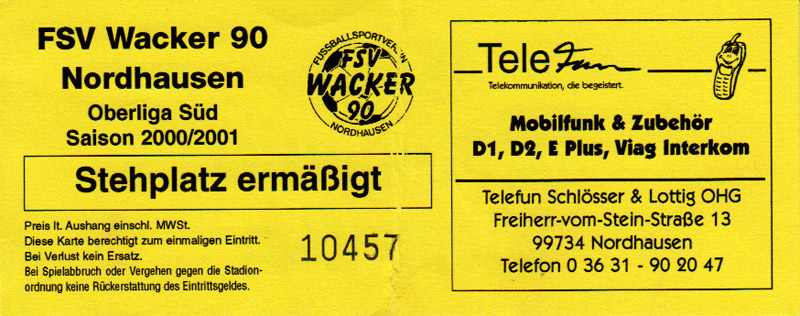 FSV Wacker 90
Nordhausen
Oberliga Süd
Saison 2000/2001
FUSSBALLSPORTVEREIN
FSV
WACKER
90
NORDHAUSEN
Stehplatz ermäßigt
Preis lt. Aushang einschl. MWSt.
Diese Karte berechtigt zum einmaligen Eintritt.
Bei Verlust kein Ersatz.
Bei Spielabbruch oder Vergehen gegen die Stadion-
ordnung keine Rückerstattung des Eintrittsgeldes.
10457
Tele Fun
Telekommunikation, die begeistert.
Mobilfunk & Zubehör
D1, D2, E Plus, Viag Interkom
Telefun Schlösser & Lottig OHG
Freiherr-vom-Stein-Straße 13
99734 Nordhausen
Telefon 0 36 31 - 90 20 47